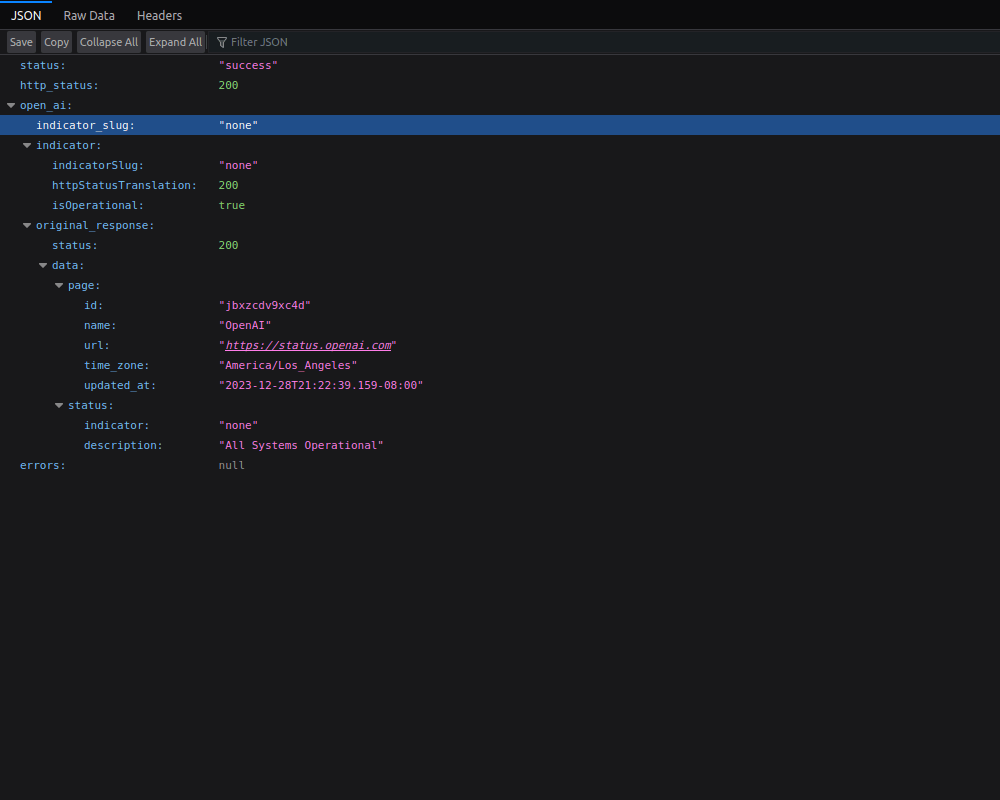 JSON Raw Data Headers
Save Copy Collapse All Expand All Filter JSON
status: "success"
http_status: 200
open_ai:
indicator_slug: "none"
indicator:
indicatorSlug: "none"
httpStatusTranslation: 200
isOperational: true
original_response:
status: 200
data:
page:
id: "jbxzcdv9xc4d"
name: "OpenAI"
url: "https://status.openai.com"
time_zone: "America/Los_Angeles"
updated_at: "2023-12-28T21:22:39.159-08:00"
status:
indicator: "none"
description: "All Systems Operational"
errors: null